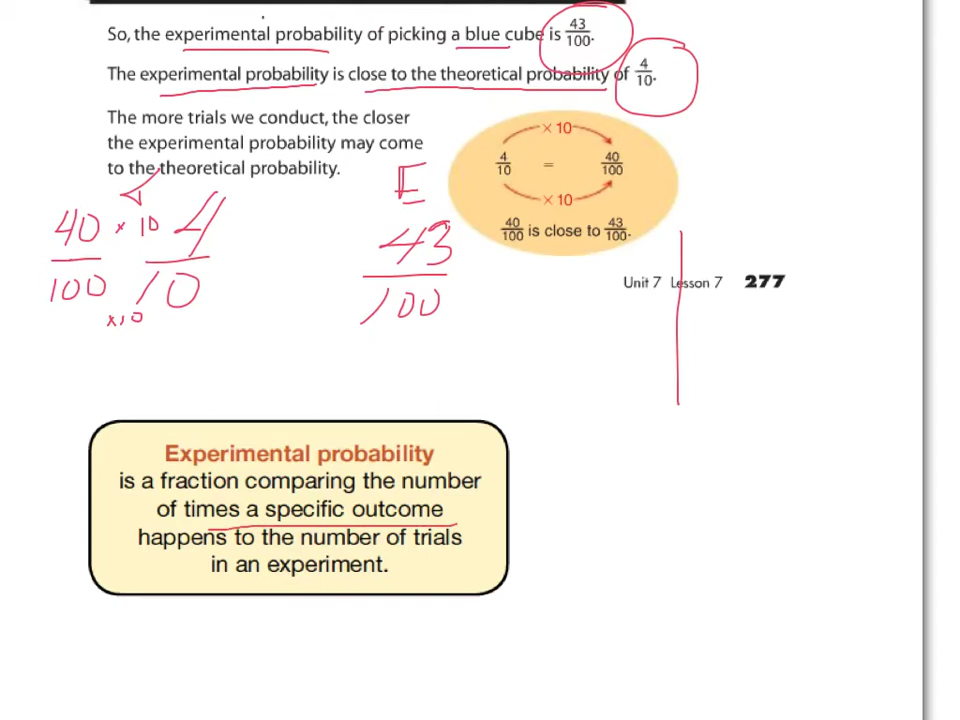 So, the experimental probability of picking a blue cube is 43/100.
The experimental probability is close to the theoretical probability of 4/10.
The more trials we conduct, the closer
the experimental probability may come
to the theoretical probability.
× 10
4/10 = 40/100
× 10
40/100 is close to 43/100.
E
40/100 × 10 4/10
×10
43/100
Unit 7 Lesson 7 277
Experimental probability
is a fraction comparing the number
of times a specific outcome
happens to the number of trials
in an experiment.